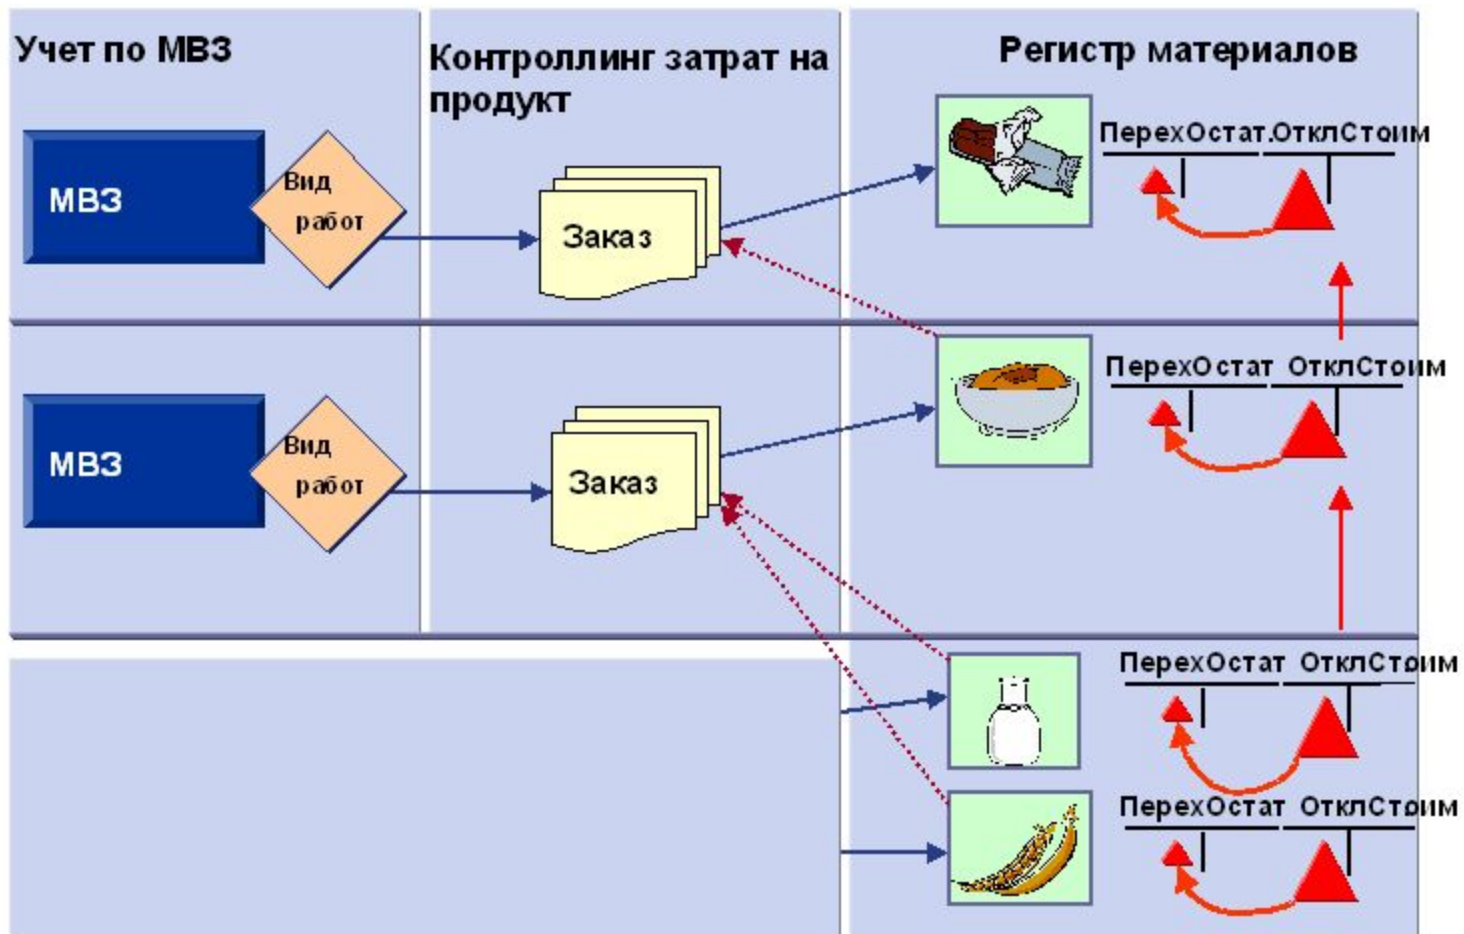 Учет по МВЗ
Контроллинг затрат на
продукт
Регистр материалов
МВЗ
Вид
работ
Заказ
ПерехОстат.ОтклСтоим
МВЗ
Вид
работ
Заказ
ПерехОстат ОтклСтоим
ПерехОстат ОтклСтоим
ПерехОстат ОтклСтоим